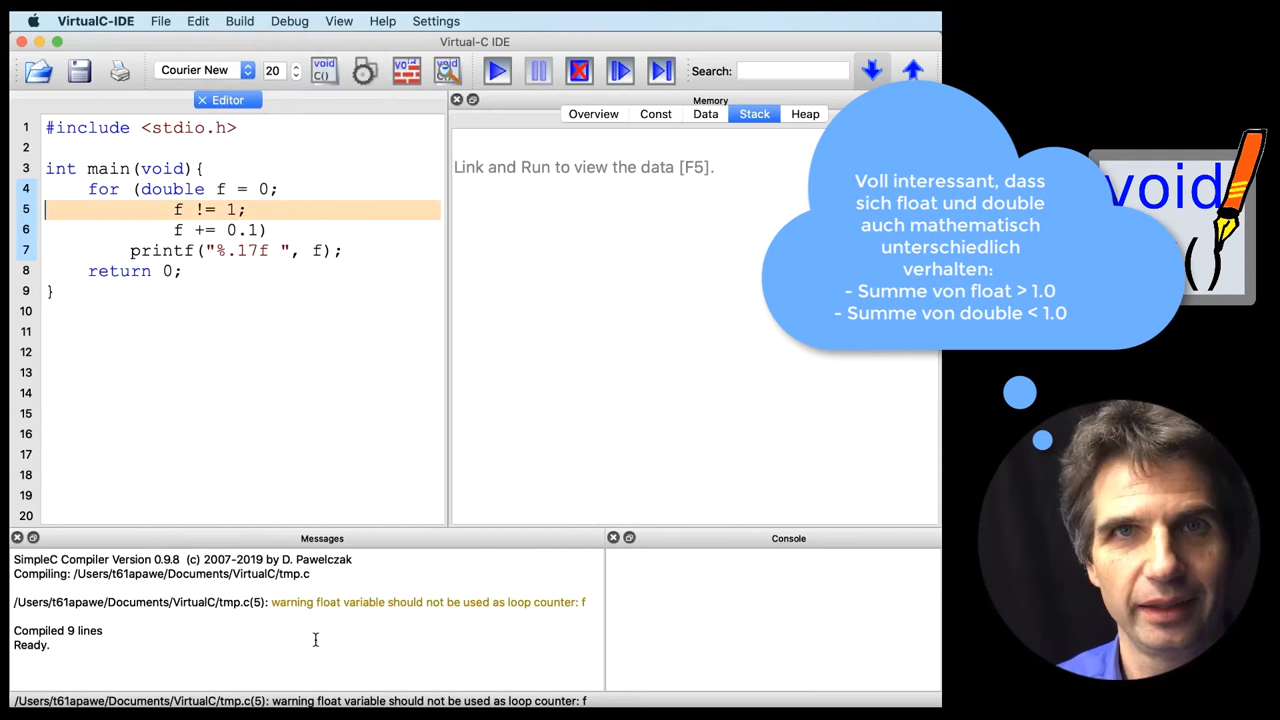 VirtualC-IDE File Edit Build Debug View Help Settings
Virtual-C IDE
Courier New 20 Search:
Editor
Memory
Overview Const Data Stack Heap
1 #include <stdio.h>
2
3 int main(void){
4 for (double f = 0;
5 f != 1;
6 f += 0.1)
7 printf("%.17f ", f);
8 return 0;
9 }
10
11
12
13
14
15
16
17
18
19
20
Link and Run to view the data [F5].
Voll interessant, dass
sich float und double
auch mathematisch
unterschiedlich
verhalten:
- Summe von float > 1.0
- Summe von double < 1.0
void
()
Messages
SimpleC Compiler Version 0.9.8 (c) 2007-2019 by D. Pawelczak
Compiling: /Users/t61apawe/Documents/VirtualC/tmp.c
/Users/t61apawe/Documents/VirtualC/tmp.c(5): warning float variable should not be used as loop counter: f
Compiled 9 lines
Ready.
Console
/Users/t61apawe/Documents/VirtualC/tmp.c(5): warning float variable should not be used as loop counter: f